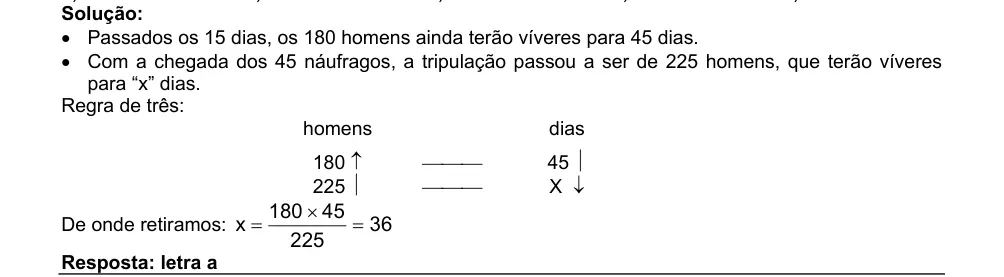 Solução:
• Passados os 15 dias, os 180 homens ainda terão víveres para 45 dias.
• Com a chegada dos 45 náufragos, a tripulação passou a ser de 225 homens, que terão víveres
para “x” dias.
Regra de três:
homens dias
180 ↑ ——— 45 |
225 | ——— X ↓
De onde retiramos: x = 180 × 45 / 225 = 36
Resposta: letra a